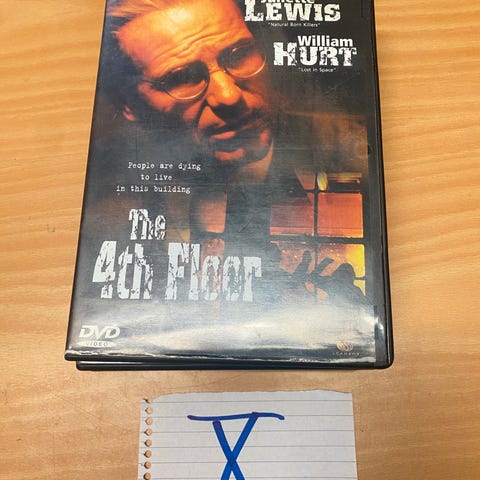 Juliette
LEWIS
"Natural Born Killers"
William
HURT
"Lost in Space"
People are dying
to live
in this building
The
4th Floor
DVD
VIDEO
X